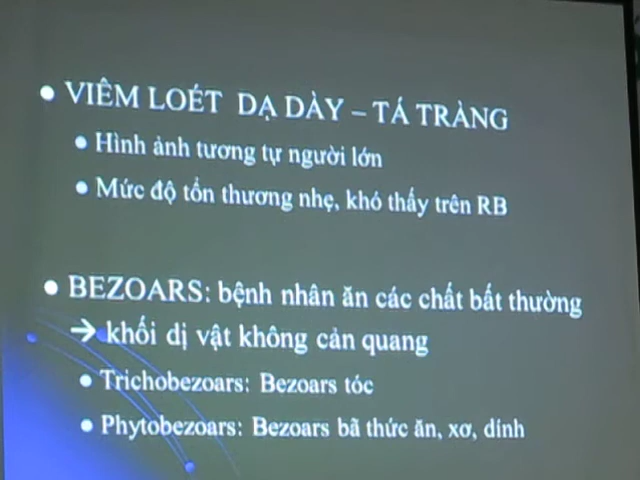 • VIÊM LOÉT DẠ DÀY – TÁ TRÀNG
• Hình ảnh tương tự người lớn
• Mức độ tổn thương nhẹ, khó thấy trên RB
• BEZOARS: bệnh nhân ăn các chất bất thường
→ khối dị vật không cản quang
• Trichobezoars: Bezoars tóc
• Phytobezoars: Bezoars bã thức ăn, xơ, dính